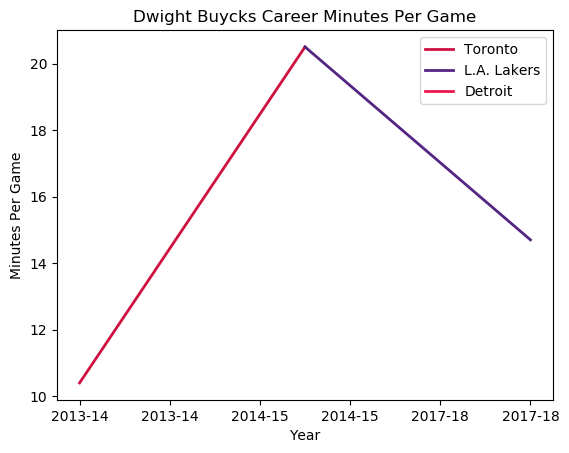 Dwight Buycks Career Minutes Per Game
Toronto
L.A. Lakers
Detroit
Minutes Per Game
20
18
16
14
12
10
2013-14 2013-14 2014-15 2014-15 2017-18 2017-18
Year